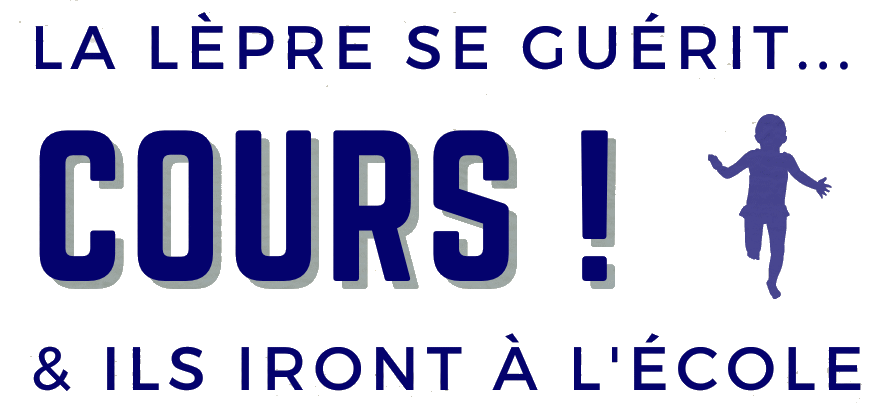 LA LÈPRE SE GUÉRIT...
COURS !
& ILS IRONT À L'ÉCOLE